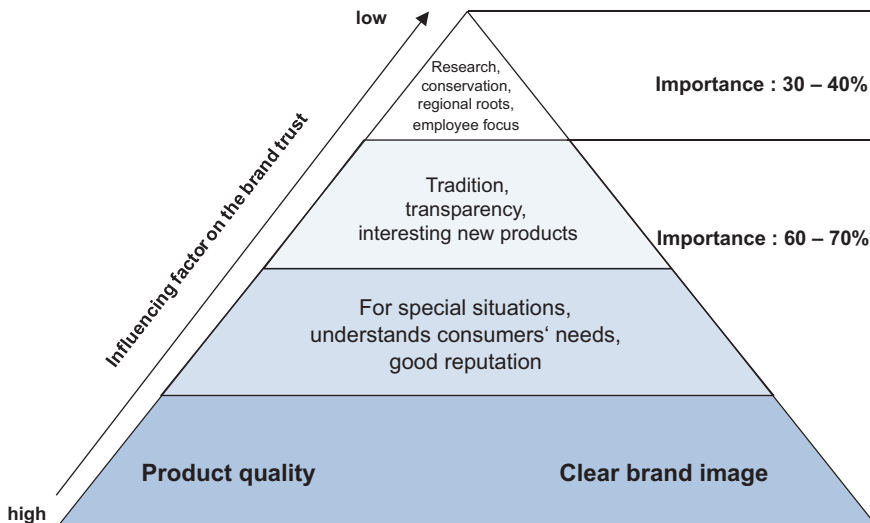 low
Research,
conservation,
regional roots,
employee focus
Importance : 30 – 40%
Influencing factor on the brand trust
Tradition,
transparency,
interesting new products
Importance : 60 – 70%
For special situations,
understands consumers‘ needs,
good reputation
Product quality
Clear brand image
high